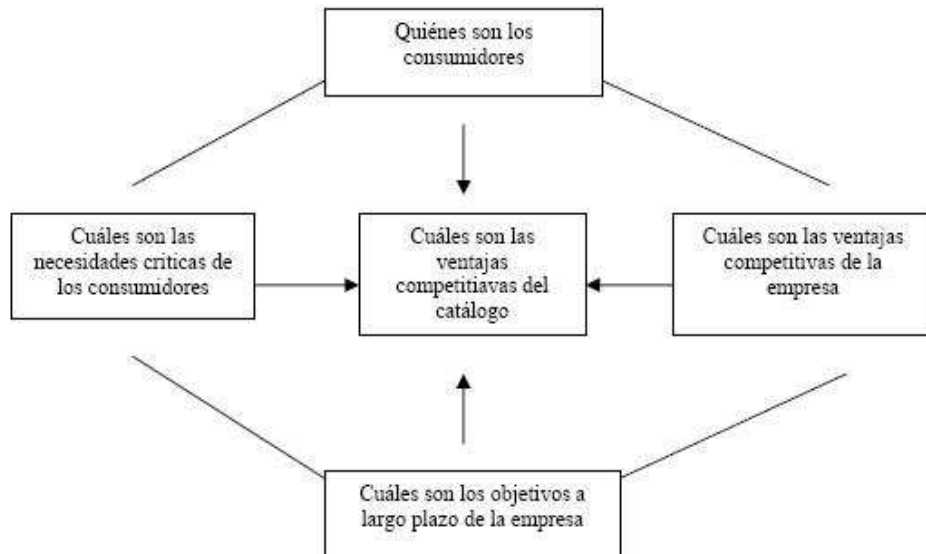 Quiénes son los
consumidores
Cuáles son las
necesidades criticas de
los consumidores
Cuáles son las
ventajas
competitiavas del
catálogo
Cuáles son las ventajas
competitivas de la
empresa
Cuáles son los objetivos a
largo plazo de la empresa